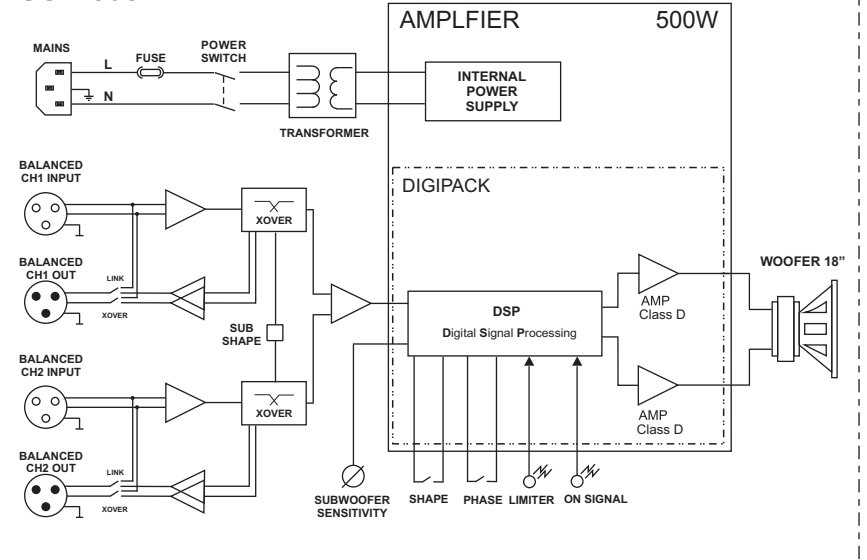 AMPLFIER 500W
MAINS
L
FUSE
POWER
SWITCH
N
TRANSFORMER
INTERNAL
POWER
SUPPLY
BALANCED
CH1 INPUT
XOVER
DIGIPACK
BALANCED
CH1 OUT
LINK
XOVER
SUB
SHAPE
DSP
Digital Signal Processing
AMP
Class D
WOOFER 18”
BALANCED
CH2 INPUT
XOVER
AMP
Class D
BALANCED
CH2 OUT
LINK
XOVER
SUBWOOFER
SENSITIVITY
SHAPE
PHASE
LIMITER
ON SIGNAL